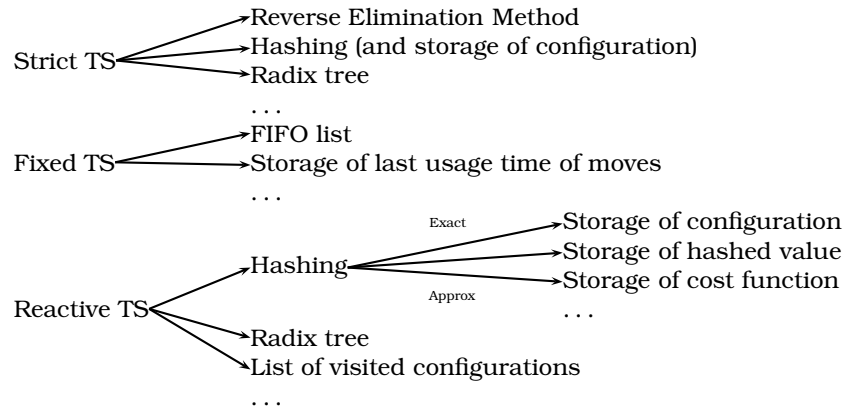 Reverse Elimination Method
Hashing (and storage of configuration)
Strict TS
Radix tree
. . .
FIFO list
Fixed TS
Storage of last usage time of moves
. . .
Exact
Storage of configuration
Storage of hashed value
Hashing
Storage of cost function
Approx
. . .
Reactive TS
Radix tree
List of visited configurations
. . .